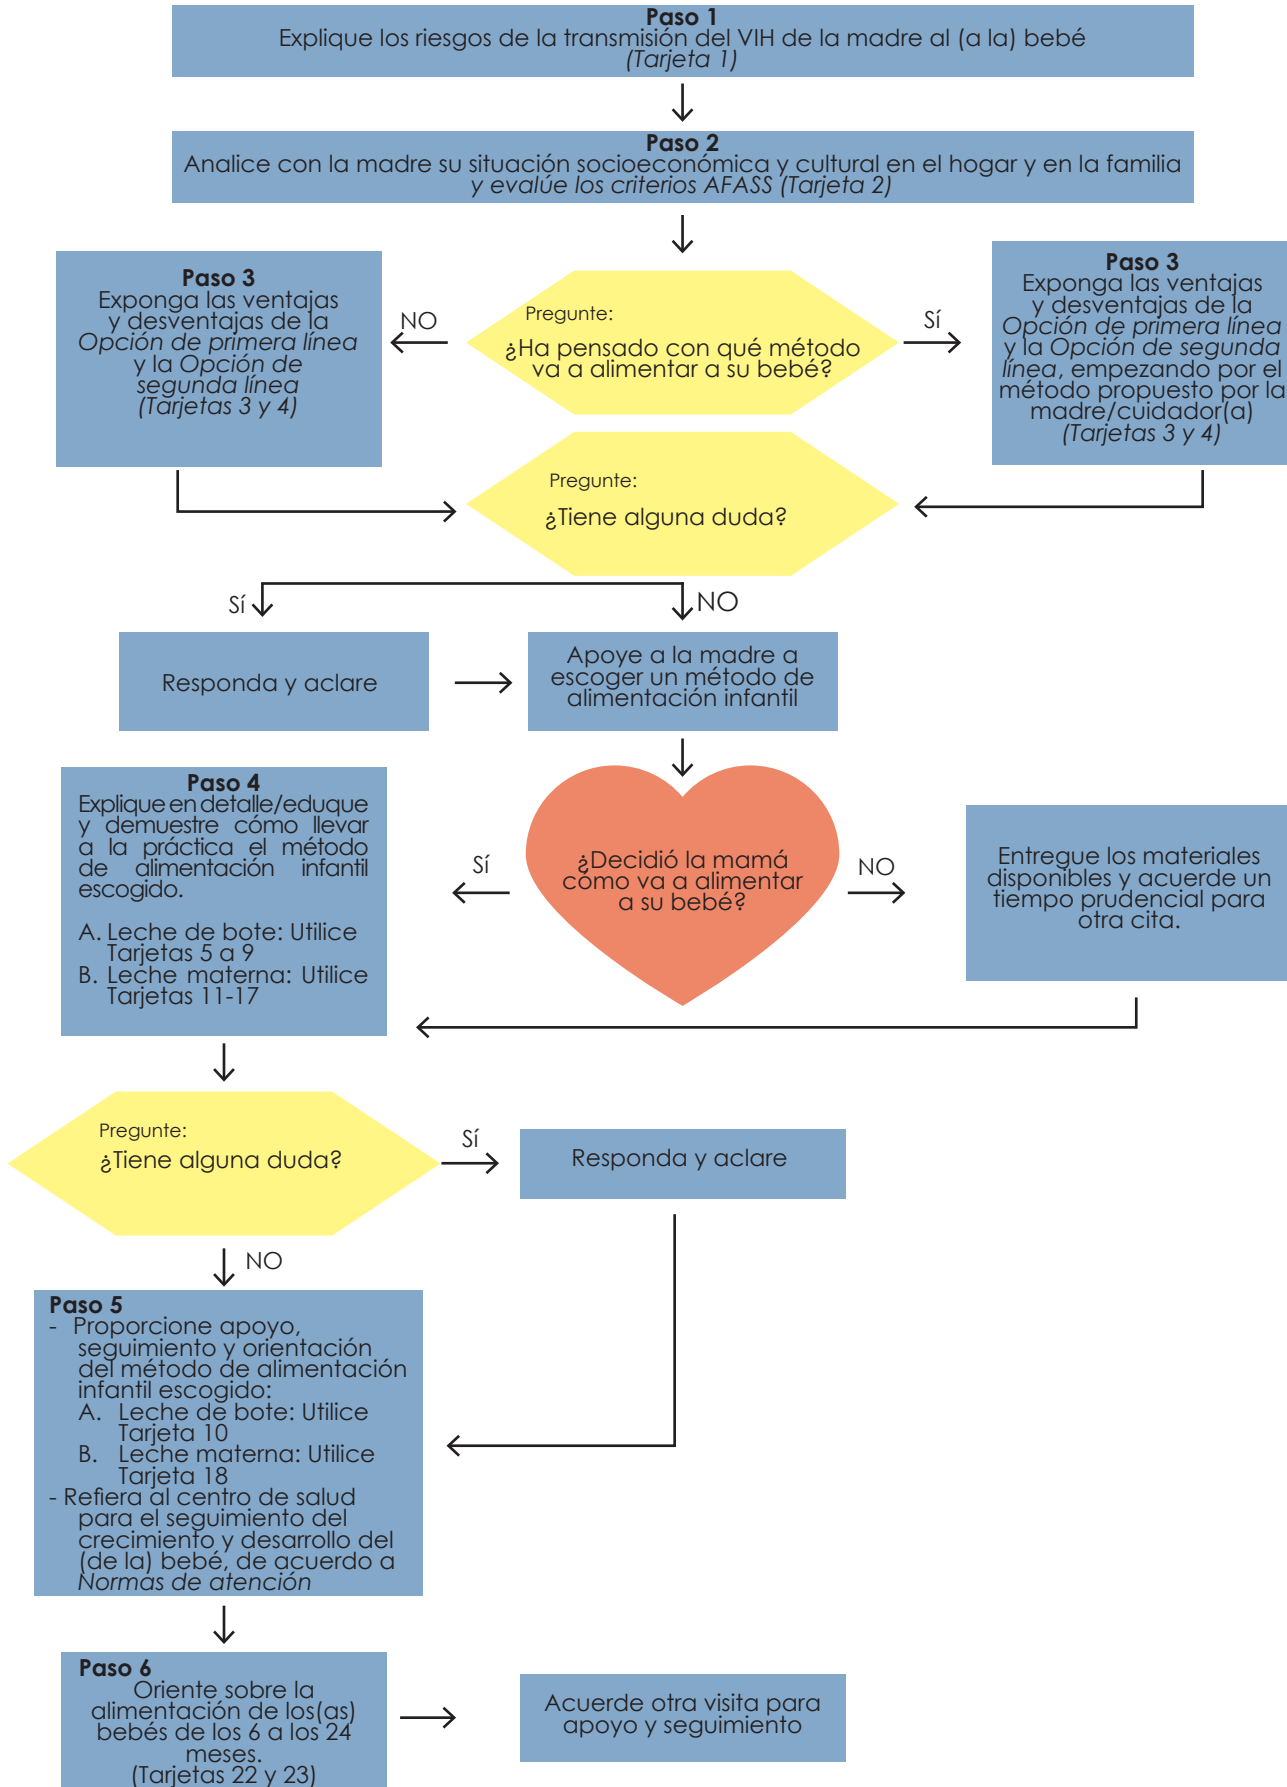 Paso 1
Explique los riesgos de la transmisión del VIH de la madre al (a la) bebé
(Tarjeta 1)
Paso 2
Analice con la madre su situación socioeconómica y cultural en el hogar y en la familia
y evalúe los criterios AFASS (Tarjeta 2)
Paso 3
Exponga las ventajas
y desventajas de la
Opción de primera línea
y la Opción de
segunda línea
(Tarjetas 3 y 4)
NO
Pregunte:
¿Ha pensado con qué método
va a alimentar a su bebé?
Sí
Paso 3
Exponga las ventajas
y desventajas de la
Opción de primera línea
y la Opción de segunda
línea, empezando por el
método propuesto por la
madre/cuidador(a)
(Tarjetas 3 y 4)
Pregunte:
¿Tiene alguna duda?
Sí
NO
Responda y aclare
Apoye a la madre a
escoger un método de
alimentación infantil
Paso 4
Explique en detalle/eduque
y demuestre cómo llevar
a la práctica el método
de alimentación infantil
escogido.
A. Leche de bote: Utilice
Tarjetas 5 a 9
B. Leche materna: Utilice
Tarjetas 11-17
Sí
¿Decidió la mamá
cómo va a alimentar
a su bebé?
NO
Entregue los materiales
disponibles y acuerde un
tiempo prudencial para
otra cita.
Pregunte:
¿Tiene alguna duda?
Sí
Responda y aclare
NO
Paso 5
- Proporcione apoyo,
seguimiento y orientación
del método de alimentación
infantil escogido:
A. Leche de bote: Utilice
Tarjeta 10
B. Leche materna: Utilice
Tarjeta 18
- Refiera al centro de salud
para el seguimiento del
crecimiento y desarrollo del
(de la) bebé, de acuerdo a
Normas de atención
Paso 6
Oriente sobre la
alimentación de los(as)
bebés de los 6 a los 24
meses.
(Tarjetas 22 y 23)
Acuerde otra visita para
apoyo y seguimiento